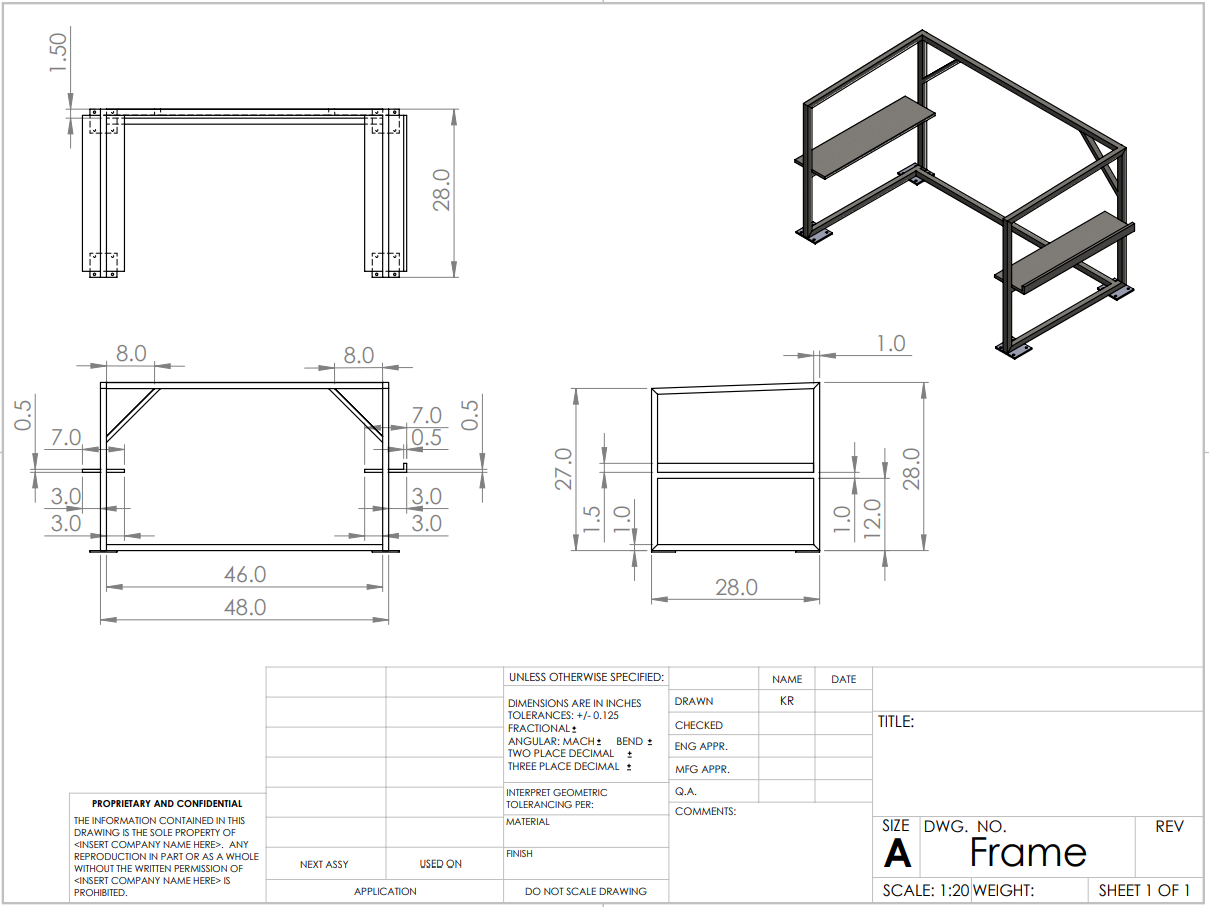 1.50
28.0
8.0
8.0
0.5
7.0
7.0
0.5
0.5
3.0
3.0
3.0
3.0
46.0
48.0
1.0
27.0
1.5
1.0
1.0
12.0
28.0
28.0
UNLESS OTHERWISE SPECIFIED:
DIMENSIONS ARE IN INCHES
TOLERANCES: +/- 0.125
FRACTIONAL ±
ANGULAR: MACH ± BEND ±
TWO PLACE DECIMAL ±
THREE PLACE DECIMAL ±
INTERPRET GEOMETRIC
TOLERANCING PER:
MATERIAL
FINISH
DO NOT SCALE DRAWING
NAME DATE
DRAWN KR
CHECKED
ENG APPR.
MFG APPR.
Q.A.
COMMENTS:
TITLE:
SIZE DWG. NO. REV
A Frame
SCALE: 1:20 WEIGHT: SHEET 1 OF 1
PROPRIETARY AND CONFIDENTIAL
THE INFORMATION CONTAINED IN THIS
DRAWING IS THE SOLE PROPERTY OF
<INSERT COMPANY NAME HERE>. ANY
REPRODUCTION IN PART OR AS A WHOLE
WITHOUT THE WRITTEN PERMISSION OF
<INSERT COMPANY NAME HERE> IS
PROHIBITED.
NEXT ASSY USED ON
APPLICATION